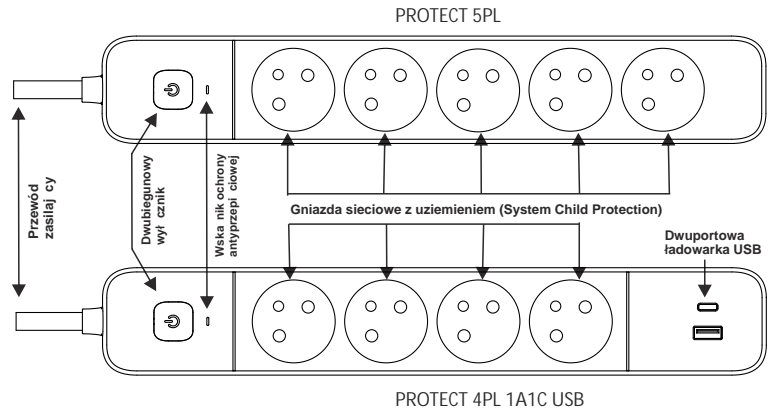 PROTECT 5PL
Przewód
zasilaj cy
Dwubiegunowy
wył cznik
Wska nik ochrony
antyprzepi ciowej
Gniazda sieciowe z uziemieniem (System Child Protection)
Dwuportowa
ładowarka USB
PROTECT 4PL 1A1C USB